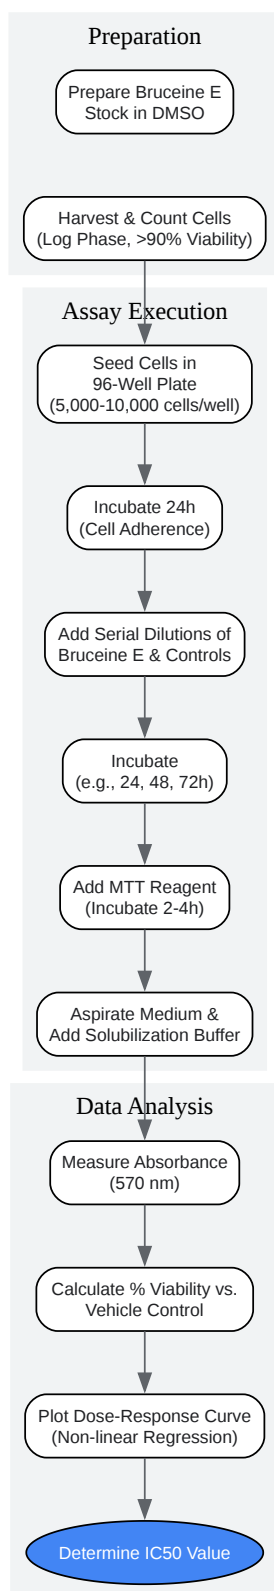 Preparation
Prepare Bruceine E
Stock in DMSO
Harvest & Count Cells
(Log Phase, >90% Viability)
Assay Execution
Seed Cells in
96-Well Plate
(5,000-10,000 cells/well)
Incubate 24h
(Cell Adherence)
Add Serial Dilutions of
Bruceine E & Controls
Incubate
(e.g., 24, 48, 72h)
Add MTT Reagent
(Incubate 2-4h)
Aspirate Medium &
Add Solubilization Buffer
Data Analysis
Measure Absorbance
(570 nm)
Calculate % Viability vs.
Vehicle Control
Plot Dose-Response Curve
(Non-linear Regression)
Determine IC50 Value